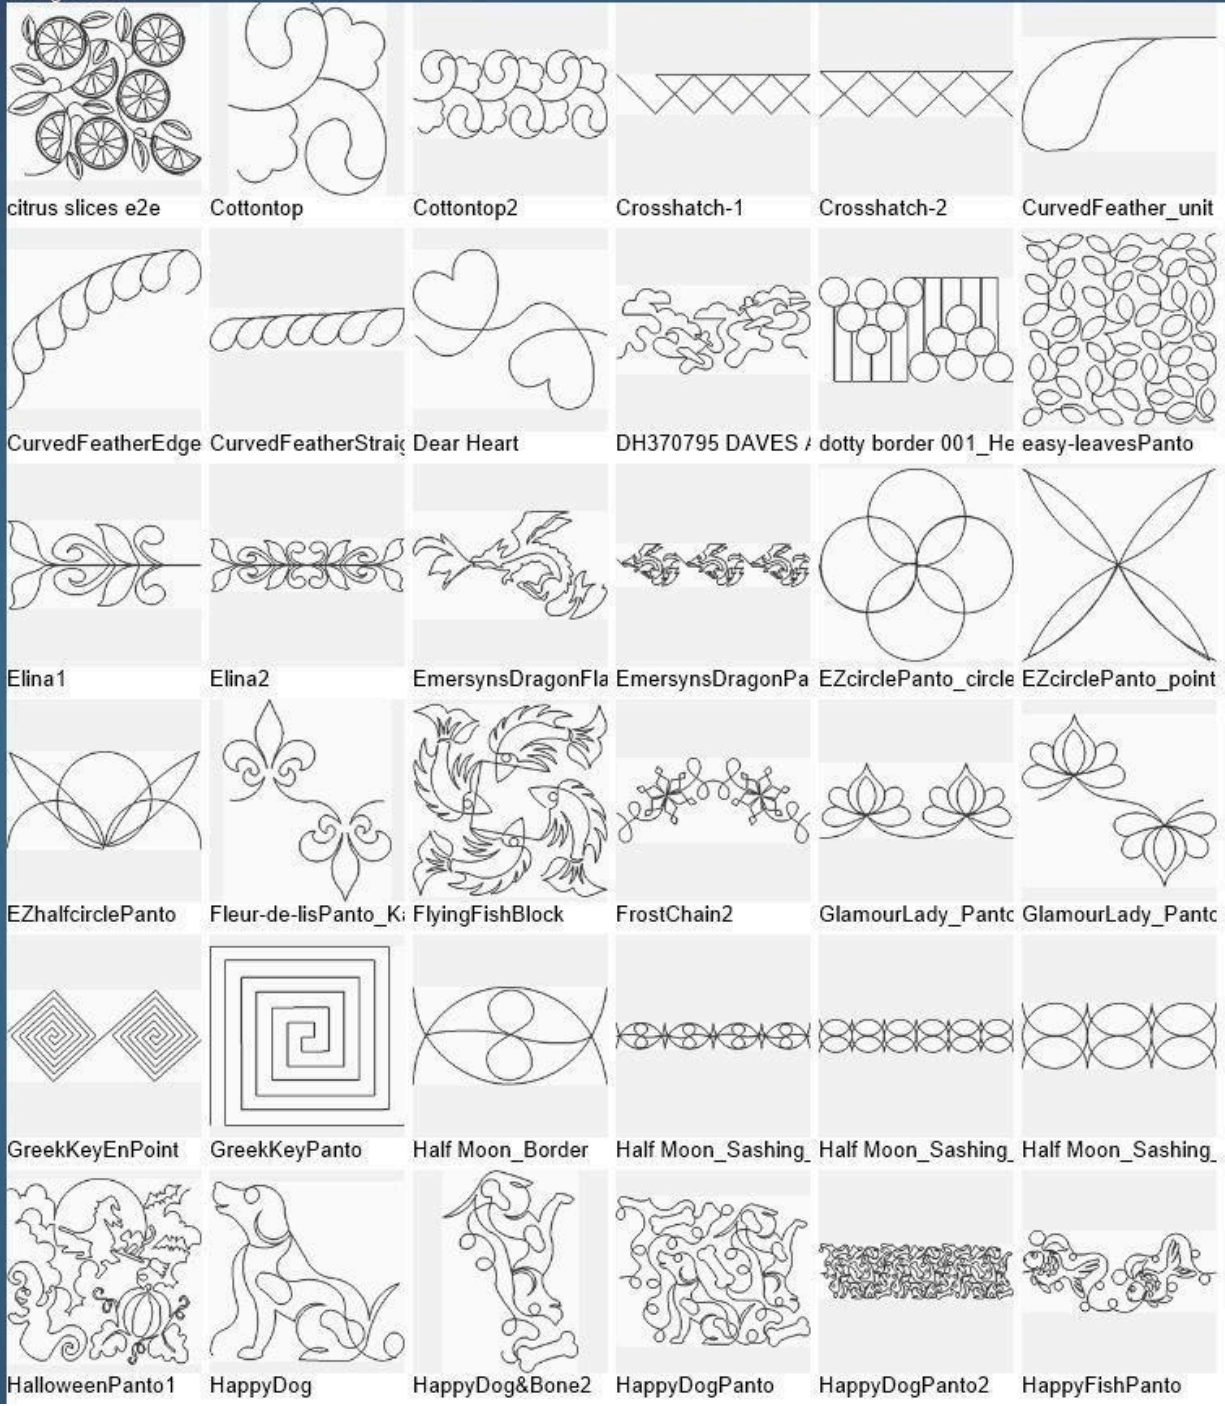 citrus slices e2e
Cottontop
Cottontop2
Crosshatch-1
Crosshatch-2
CurvedFeather_unit
CurvedFeatherEdge
CurvedFeatherStraig
Dear Heart
DH370795 DAVES A
dotty border 001_He
easy-leavesPanto
Elina1
Elina2
EmersynsDragonFla
EmersynsDragonPa
EZcirclePanto_circle
EZcirclePanto_point
EZhalfcirclePanto
Fleur-de-lisPanto_Ka
FlyingFishBlock
FrostChain2
GlamourLady_Panto
GlamourLady_Panto
GreekKeyEnPoint
GreekKeyPanto
Half Moon_Border
Half Moon_Sashing_
Half Moon_Sashing_
Half Moon_Sashing_
HalloweenPanto1
HappyDog
HappyDog&Bone2
HappyDogPanto
HappyDogPanto2
HappyFishPanto